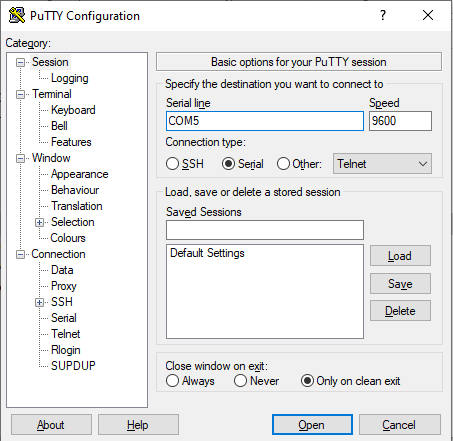 PuTTY Configuration
?
Category:
Session
Logging
Terminal
Keyboard
Bell
Features
Window
Appearance
Behaviour
Translation
Selection
Colours
Connection
Data
Proxy
SSH
Serial
Telnet
Rlogin
SUPDUP
Basic options for your PuTTY session
Specify the destination you want to connect to
Serial line Speed
COM5 9600
Connection type:
SSH Serial Other: Telnet
Load, save or delete a stored session
Saved Sessions
Default Settings
Load
Save
Delete
Close window on exit:
Always Never Only on clean exit
About Help Open Cancel